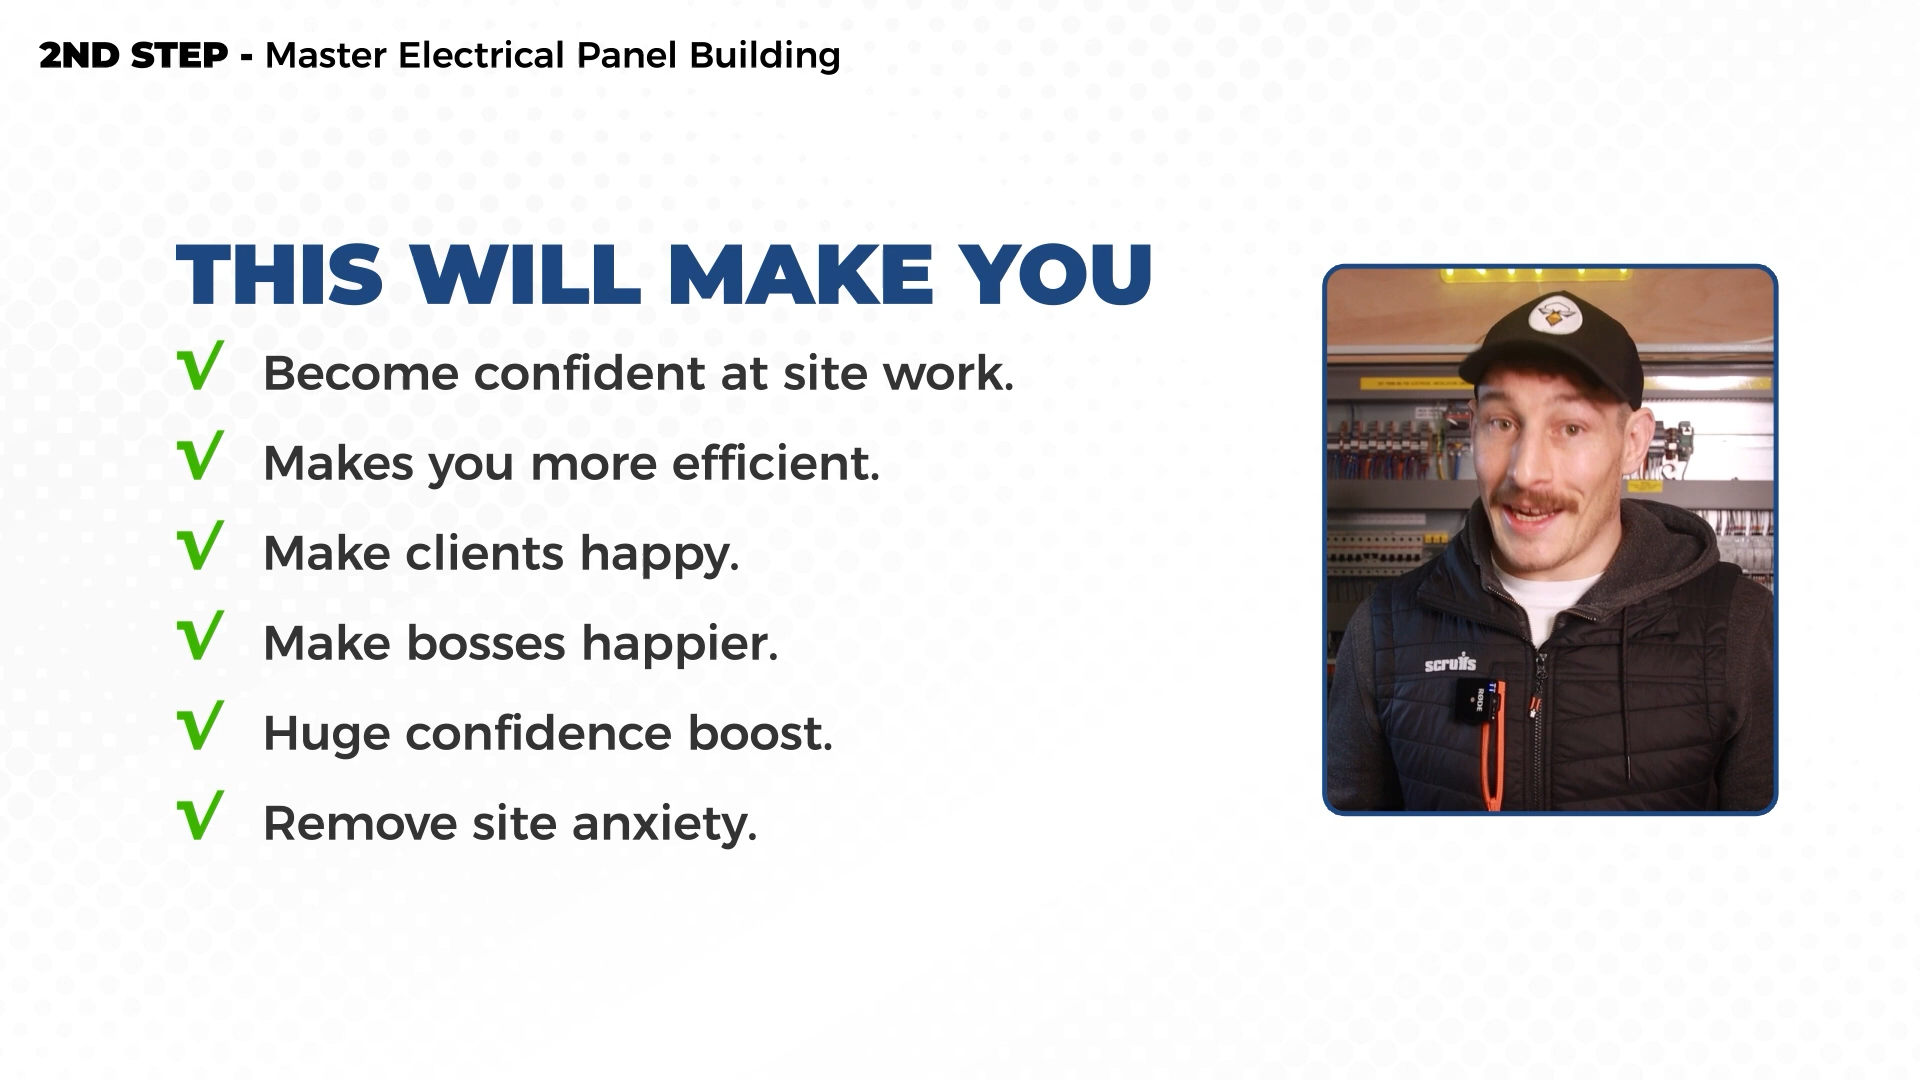 2ND STEP - Master Electrical Panel Building
THIS WILL MAKE YOU
√ Become confident at site work.
√ Makes you more efficient.
√ Make clients happy.
√ Make bosses happier.
√ Huge confidence boost.
√ Remove site anxiety.
scruffs
RØDE